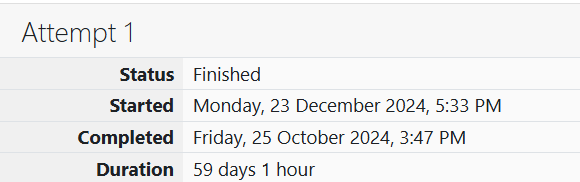 Attempt 1
Status Finished
Started Monday, 23 December 2024, 5:33 PM
Completed Friday, 25 October 2024, 3:47 PM
Duration 59 days 1 hour